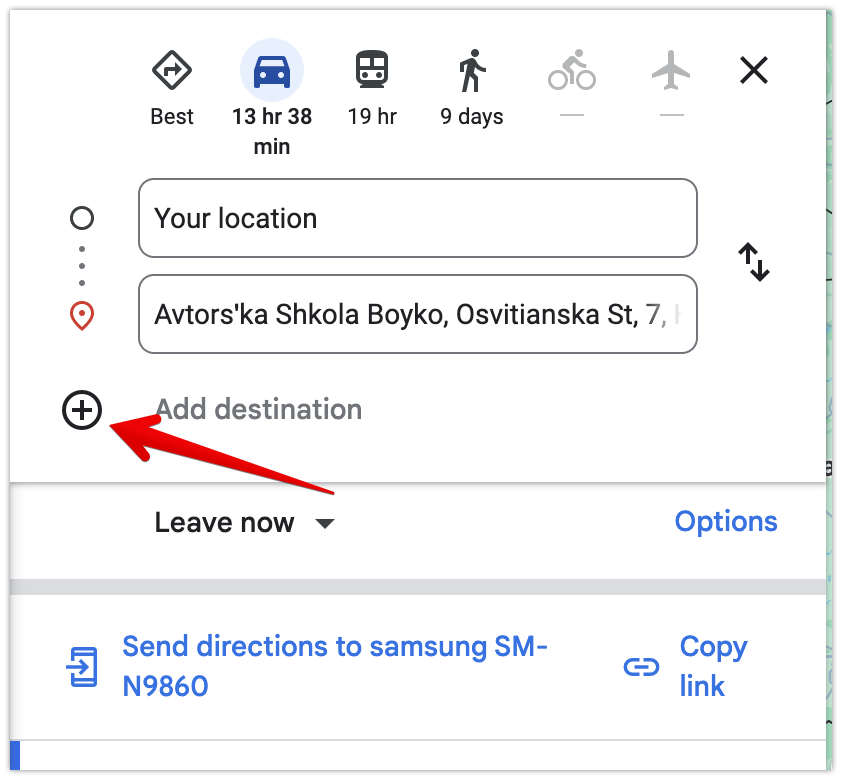 Best
13 hr 38
min
19 hr
9 days
—
—
Your location
Avtors'ka Shkola Boyko, Osvitianska St, 7,
Add destination
Leave now
Options
Send directions to samsung SM-
N9860
Copy
link